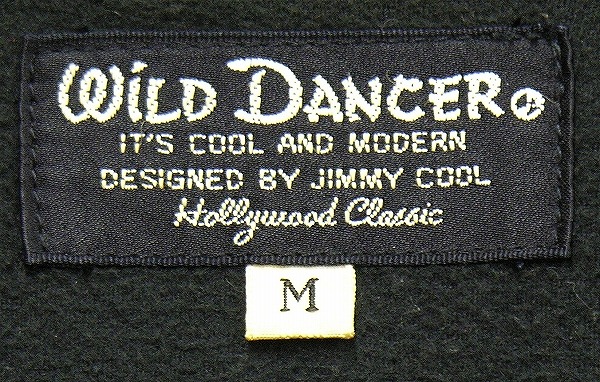 WILD DANCER®
IT'S COOL AND MODERN
DESIGNED BY JIMMY COOL
Hollywood Classic
M